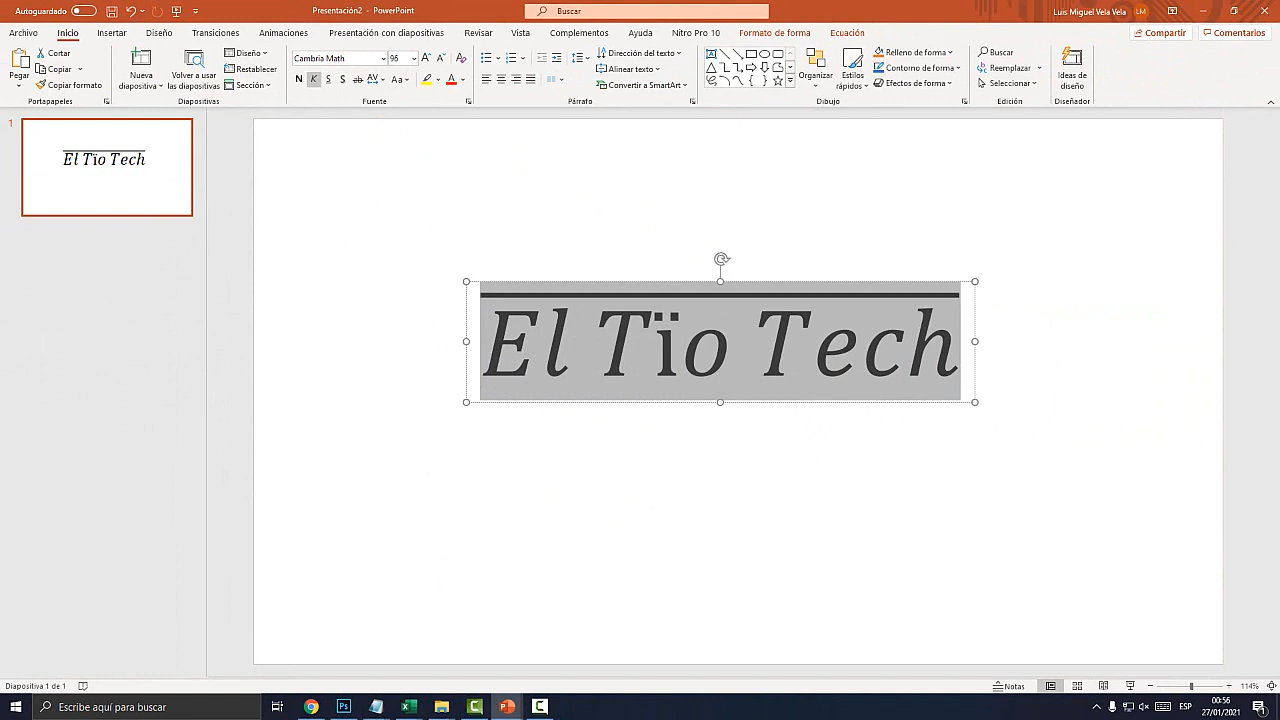 Autoguardado
Presentación2 - PowerPoint
Buscar
Luis Miguel Vela Vela
LM
Archivo
Inicio
Insertar
Diseño
Transiciones
Animaciones
Presentación con diapositivas
Revisar
Vista
Complementos
Ayuda
Nitro Pro 10
Formato de forma
Ecuación
Compartir
Comentarios
Pegar
Cortar
Copiar
Copiar formato
Portapapeles
Nueva diapositiva
Volver a usar las diapositivas
Diseño
Restablecer
Sección
Diapositivas
Cambria Math
96
N K S S ab AV Aa
Fuente
Dirección del texto
Alinear texto
Convertir a SmartArt
Párrafo
Organizar
Estilos rápidos
Relleno de forma
Contorno de forma
Efectos de forma
Dibujo
Buscar
Reemplazar
Seleccionar
Edición
Ideas de diseño
Diseñador
1
El Tïo Tech
El Tïo Tech
Diapositiva 1 de 1
Notas
114%
Escribe aquí para buscar
ESP
00:56
27/01/2021